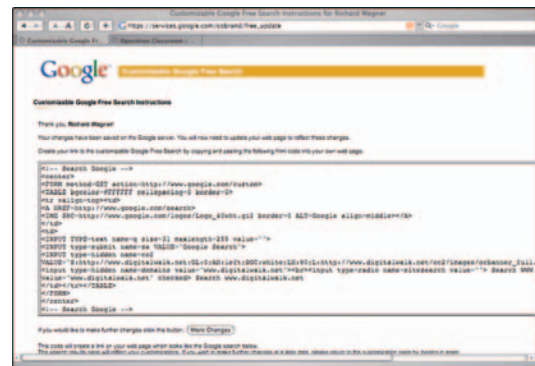 Customizable Google Free Search Instructions for Richard Wagner
https://services.google.com/cobrand/free_update
Google
Customizable Google Fr...
Google Customizable Google Free Search
Customizable Google Free Search Instructions
Thank you, Richard Wagner!
Your changes have been saved on the Google server. You will now need to update your web page to reflect these changes.
Create your link to the customizable Google Free Search by copying and pasting the following html code into your own web page.
<!-- Search Google -->
<center>
<FORM method=GET action=http://www.google.com/custom>
<TABLE bgcolor=#FFFFFF cellspacing=0 border=0>
<tr valign=top><td>
<A HREF=http://www.google.com/search>
<IMG SRC=http://www.google.com/logos/Logo_40wht.gif border=0 ALT=Google align=middle></A>
</td>
<td>
<INPUT TYPE=text name=q size=31 maxlength=255 value="">
<INPUT type=submit name=sa VALUE="Google Search">
<INPUT type=hidden name=cof
<input type=hidden name=domains value="www.digitalwalk.net"><br><input type=radio name=sitesearch value=""> Search WWW
value="www.digitalwalk.net" checked> Search www.digitalwalk.net
</td></tr></TABLE>
</FORM>
</center>
<!-- Search Google -->
If you would like to make further changes click this button: More Changes
This code will create a link on your web page which looks like the Google search below.